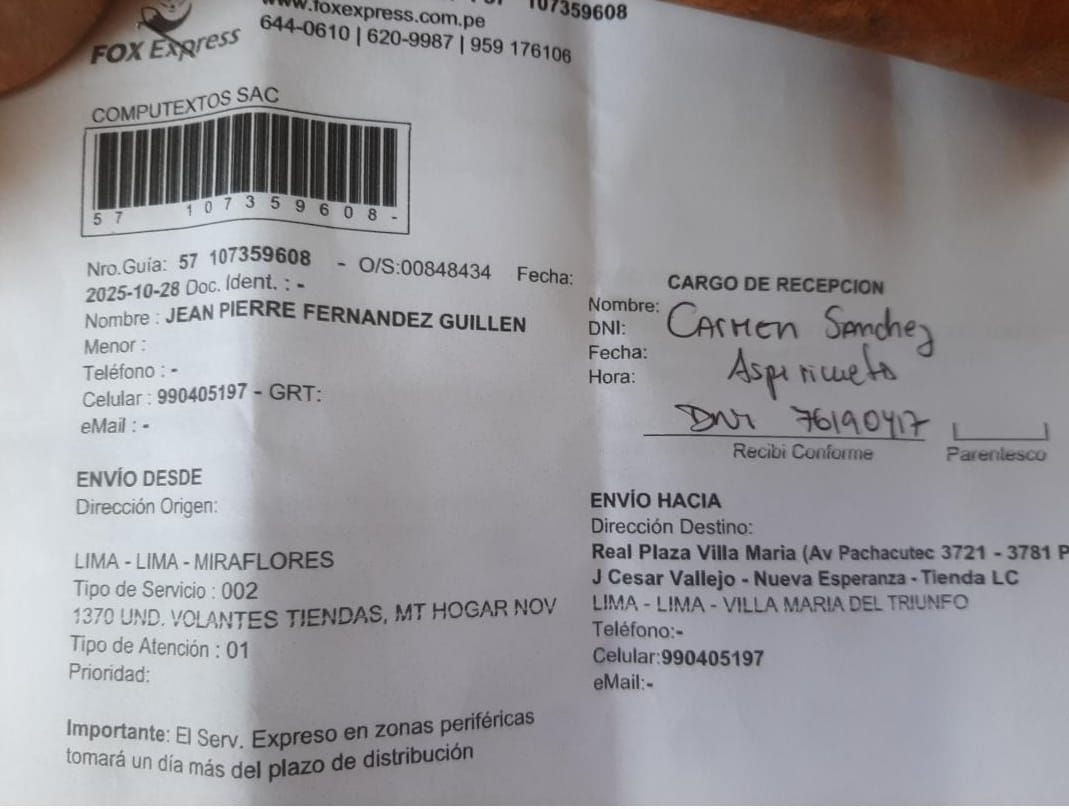 107359608
www.foxexpress.com.pe
644-0610 | 620-9987 | 959 176106
FOX Express
COMPUTEXTOS SAC
57 107359608-
Nro.Guía: 57 107359608 - O/S:00848434 Fecha:
2025-10-28 Doc. Ident. : -
Nombre : JEAN PIERRE FERNANDEZ GUILLEN
Menor :
Teléfono : -
Celular : 990405197 - GRT:
eMail : -
CARGO DE RECEPCION
Nombre: Carmen Sanchez
DNI:
Fecha:
Hora:
DNI 76190417
Recibi Conforme
Parentesco
ENVÍO DESDE
Dirección Origen:
LIMA - LIMA - MIRAFLORES
Tipo de Servicio : 002
1370 UND. VOLANTES TIENDAS, MT HOGAR NOV
Tipo de Atención : 01
Prioridad:
ENVÍO HACIA
Dirección Destino:
Real Plaza Villa Maria (Av Pachacutec 3721 - 3781 P
J Cesar Vallejo - Nueva Esperanza - Tienda LC
LIMA - LIMA - VILLA MARIA DEL TRIUNFO
Teléfono:-
Celular:990405197
eMail:-
Importante: El Serv. Expreso en zonas periféricas
tomará un día más del plazo de distribución